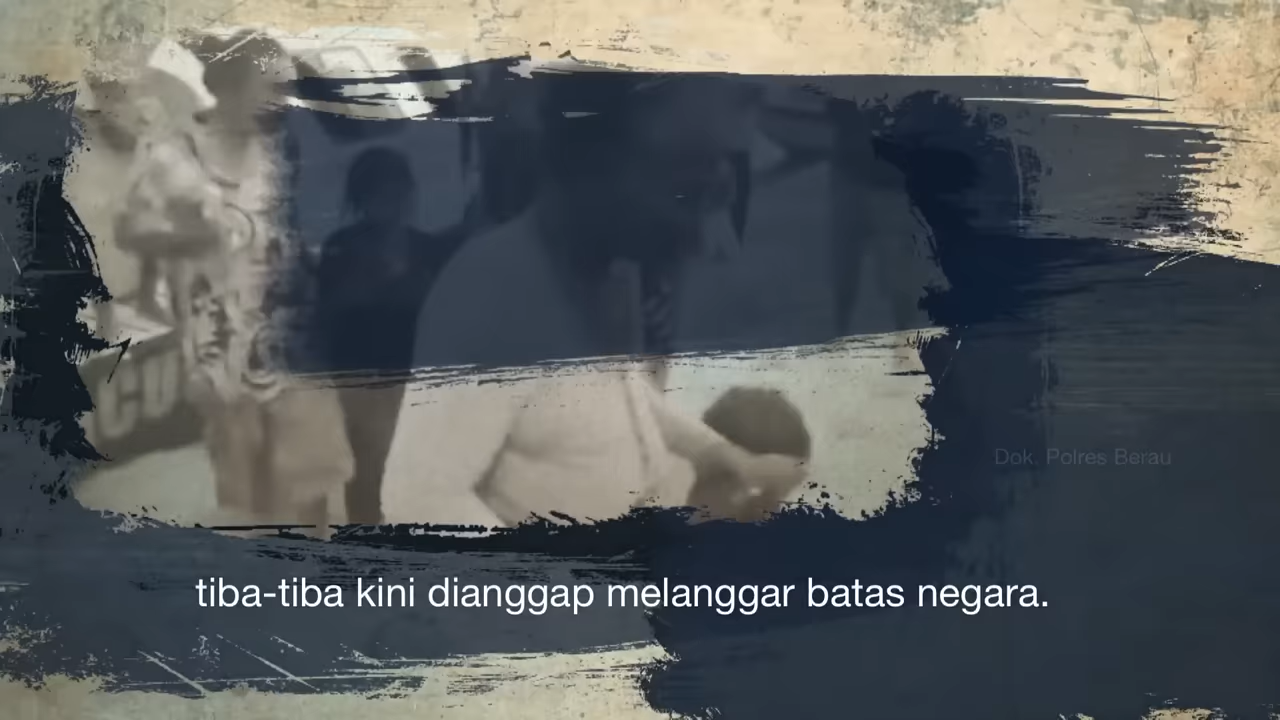 Dok. Polres Berau
tiba-tiba kini dianggap melanggar batas negara.